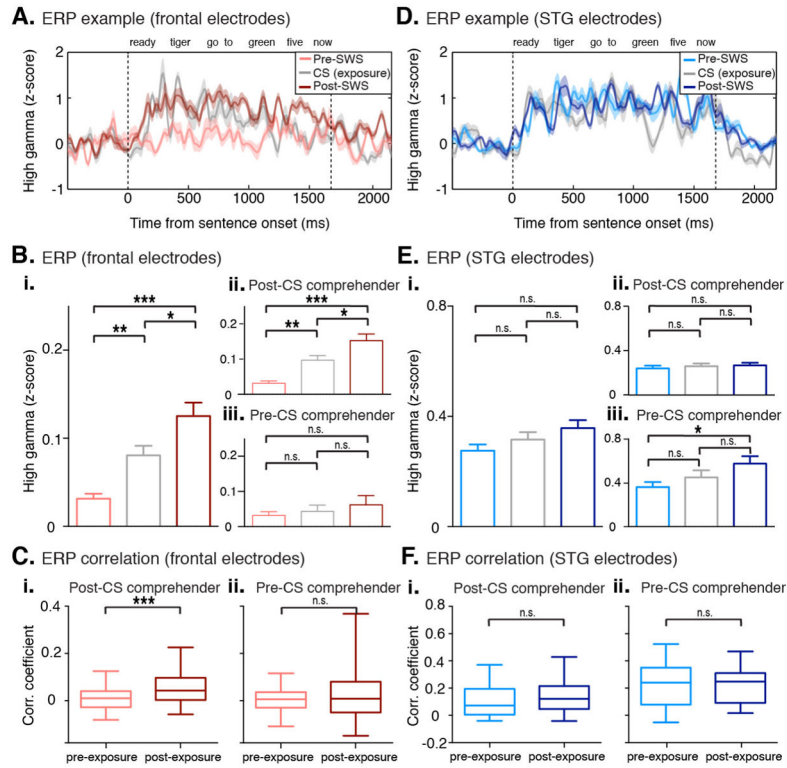 A. ERP example (frontal electrodes)
ready tiger go to green five now
2
1
0
-1
High gamma (z-score)
Pre-SWS
CS (exposure)
Post-SWS
0 500 1000 1500 2000
Time from sentence onset (ms)
D. ERP example (STG electrodes)
ready tiger go to green five now
2
1
0
-1
High gamma (z-score)
Pre-SWS
CS (exposure)
Post-SWS
0 500 1000 1500 2000
Time from sentence onset (ms)
B. ERP (frontal electrodes)
i.
***
** *
0.2
0.1
0
High gamma (z-score)
ii. Post-CS comprehender
***
** *
0.2
0.1
0
iii. Pre-CS comprehender
n.s.
n.s. n.s.
0.1
0
E. ERP (STG electrodes)
i.
n.s.
n.s. n.s.
0.8
0.4
0
High gamma (z-score)
ii. Post-CS comprehender
n.s.
n.s. n.s.
0.8
0.4
0
iii. Pre-CS comprehender
*
n.s. n.s.
0.8
0.4
0
C. ERP correlation (frontal electrodes)
i. Post-CS comprehender
***
0.4
0.2
0
Corr. coefficient
pre-exposure post-exposure
ii. Pre-CS comprehender
n.s.
pre-exposure post-exposure
F. ERP correlation (STG electrodes)
i. Post-CS comprehender
n.s.
0.8
0.6
0.4
0.2
0
-0.2
Corr. coefficient
pre-exposure post-exposure
ii. Pre-CS comprehender
n.s.
pre-exposure post-exposure